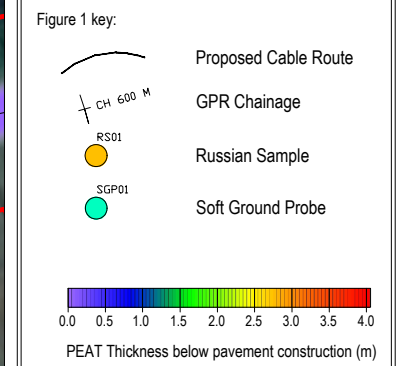 Figure 1 key:
Proposed Cable Route
CH 600 M
GPR Chainage
RS01
Russian Sample
SGP01
Soft Ground Probe
0.0 0.5 1.0 1.5 2.0 2.5 3.0 3.5 4.0
PEAT Thickness below pavement construction (m)